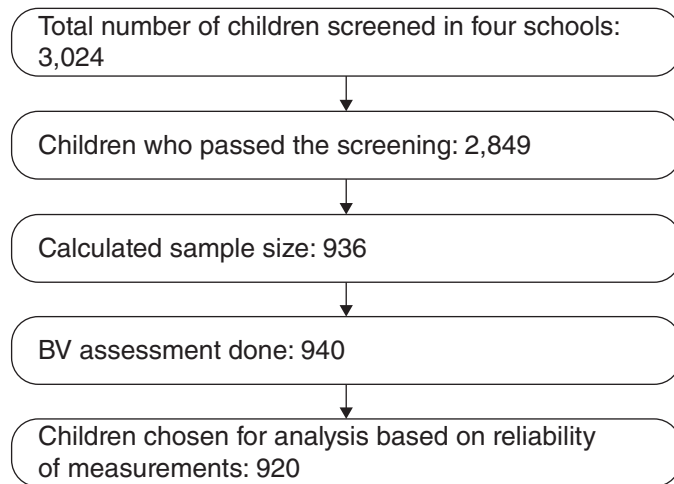 Total number of children screened in four schools:
3,024
Children who passed the screening: 2,849
Calculated sample size: 936
BV assessment done: 940
Children chosen for analysis based on reliability
of measurements: 920